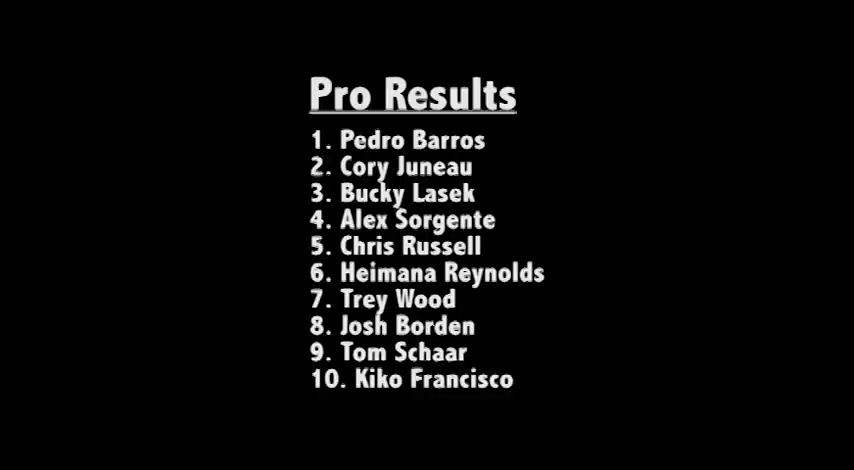 Pro Results
1. Pedro Barros
2. Cory Juneau
3. Bucky Lasek
4. Alex Sorgente
5. Chris Russell
6. Heimana Reynolds
7. Trey Wood
8. Josh Borden
9. Tom Schaar
10. Kiko Francisco